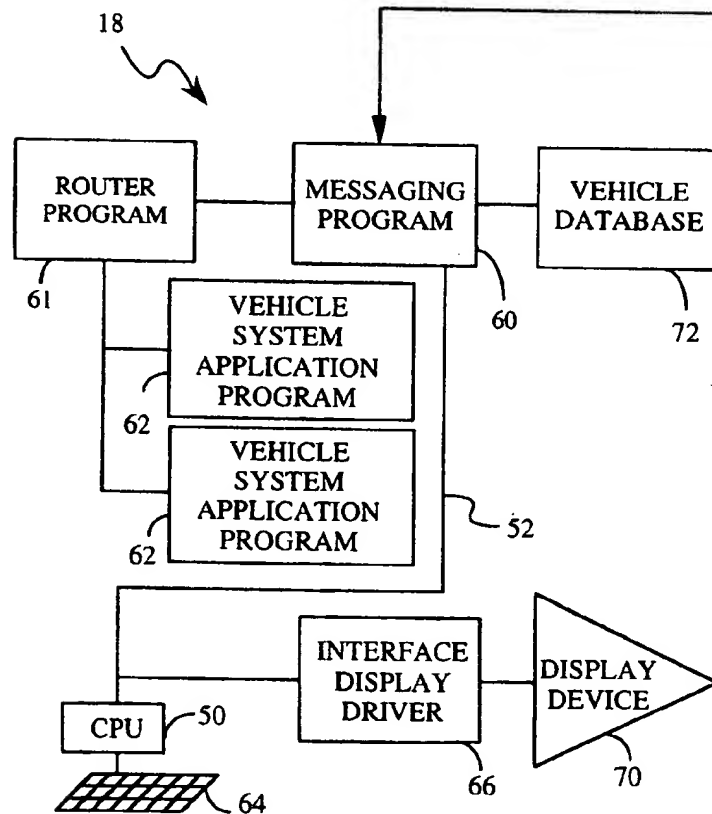 18
ROUTER
PROGRAM
MESSAGING
PROGRAM
VEHICLE
DATABASE
61
60
72
VEHICLE
SYSTEM
APPLICATION
PROGRAM
62
VEHICLE
SYSTEM
APPLICATION
PROGRAM
62
52
INTERFACE
DISPLAY
DRIVER
DISPLAY
DEVICE
CPU
50
66
70
64